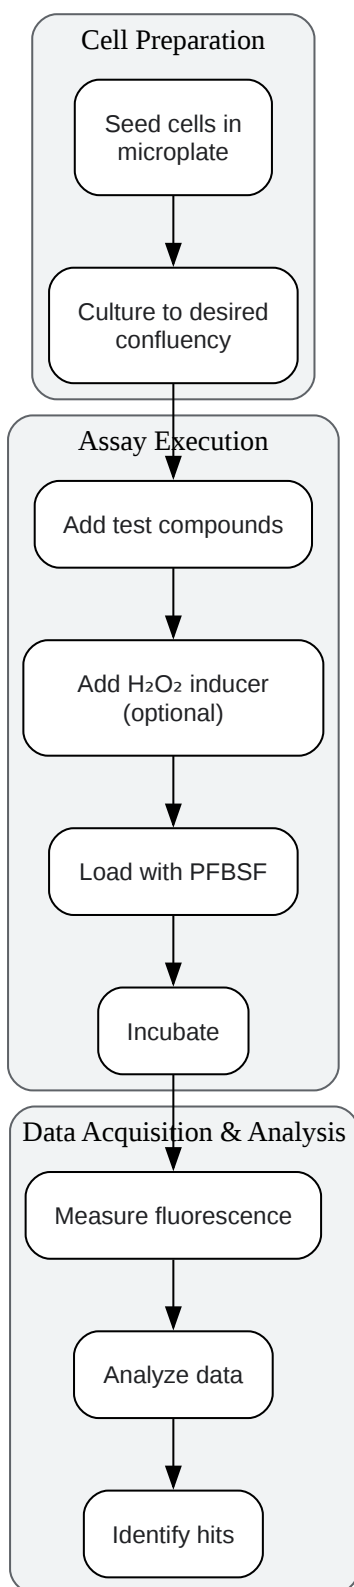 Cell Preparation
Seed cells in
microplate
Culture to desired
confluency
Assay Execution
Add test compounds
Add H₂O₂ inducer
(optional)
Load with PFBSF
Incubate
Data Acquisition & Analysis
Measure fluorescence
Analyze data
Identify hits